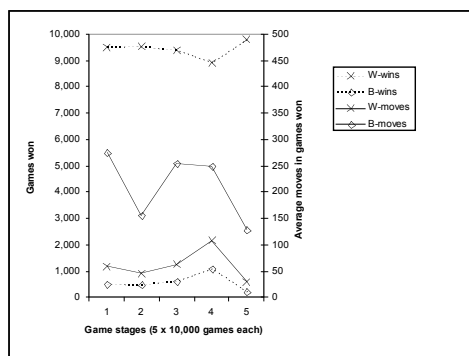 10,000
9,000
8,000
7,000
6,000
5,000
4,000
3,000
2,000
1,000
0
Games won
500
450
400
350
300
250
200
150
100
50
0
Average moves in games won
1 2 3 4 5
Game stages (5 x 10,000 games each)
W-wins
B-wins
W-moves
B-moves